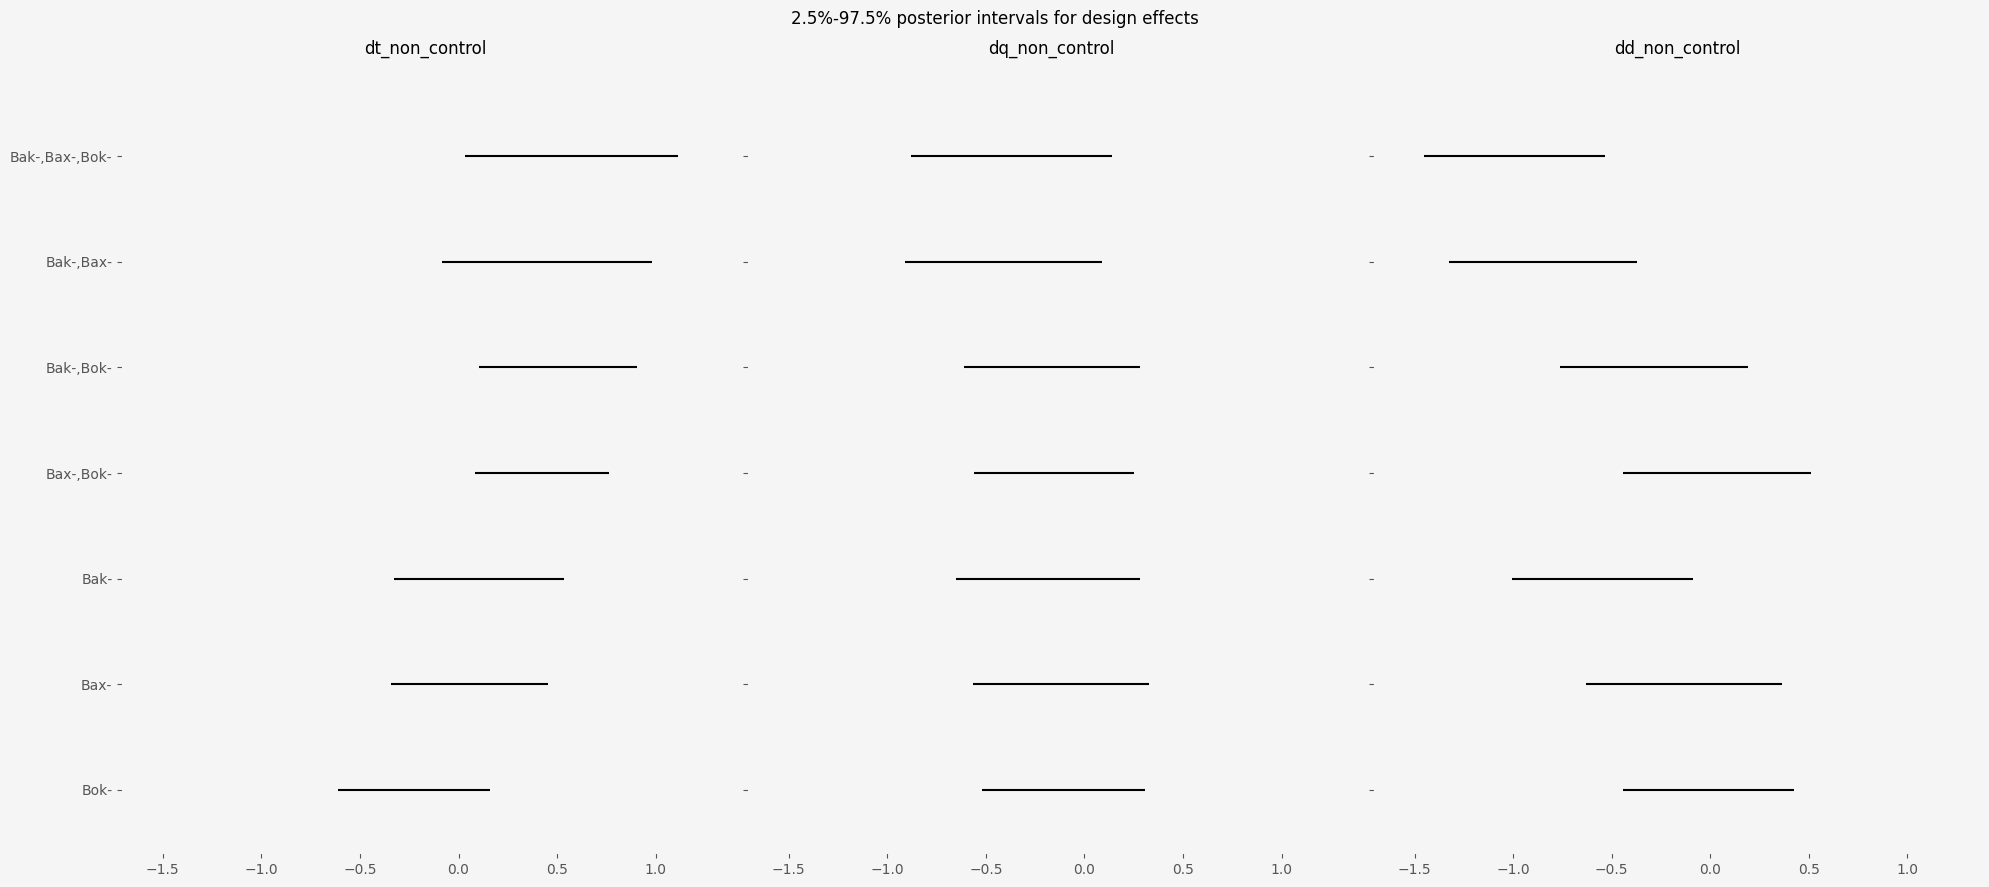 2.5%-97.5% posterior intervals for design effects
dt_non_control
dq_non_control
dd_non_control
Bak-,Bax-,Bok-
Bak-,Bax-
Bak-,Bok-
Bax-,Bok-
Bak-
Bax-
Bok-
−1.5 −1.0 −0.5 0.0 0.5 1.0
−1.5 −1.0 −0.5 0.0 0.5 1.0
−1.5 −1.0 −0.5 0.0 0.5 1.0